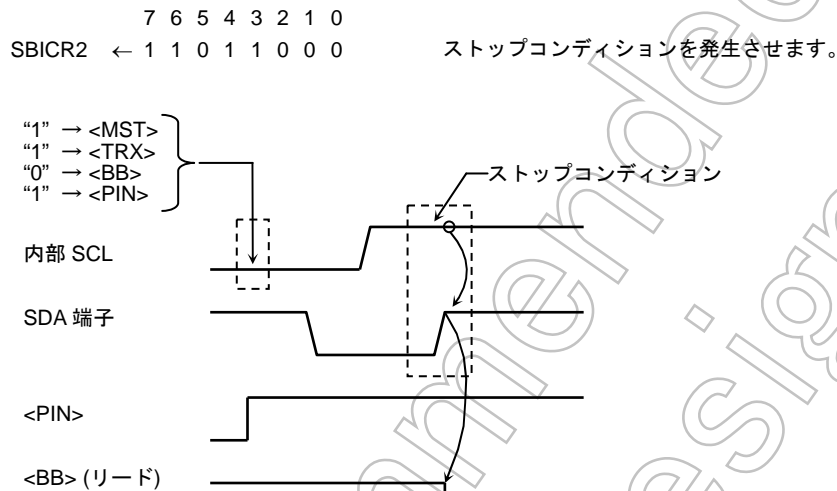 7 6 5 4 3 2 1 0
SBICR2 ← 1 1 0 1 1 0 0 0 ストップコンディションを発生させます。
“1” → <MST>
“1” → <TRX>
“0” → <BB>
“1” → <PIN>
ストップコンディション
内部 SCL
SDA 端子
<PIN>
<BB> (リード)